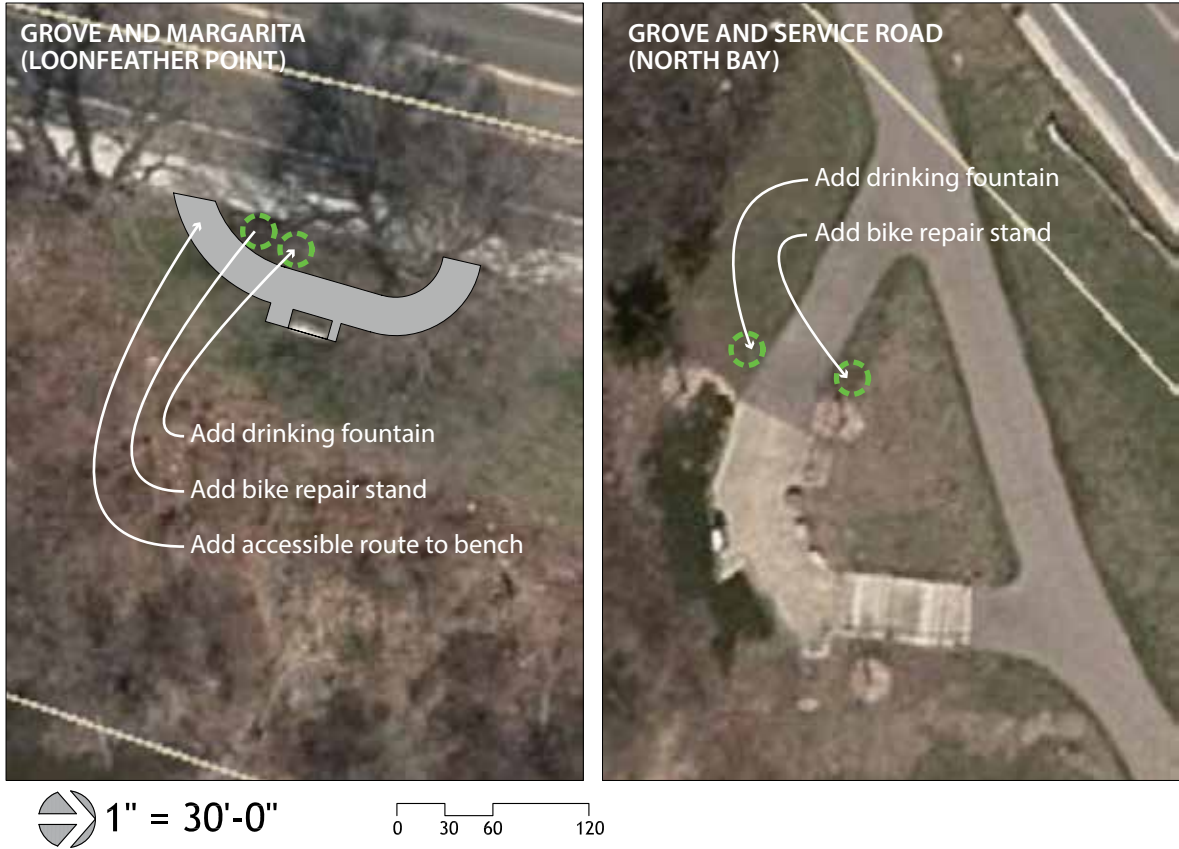 GROVE AND MARGARITA
(LOONFEATHER POINT)
Add drinking fountain
Add bike repair stand
Add accessible route to bench
GROVE AND SERVICE ROAD
(NORTH BAY)
Add drinking fountain
Add bike repair stand
1" = 30'-0"
0 30 60 120